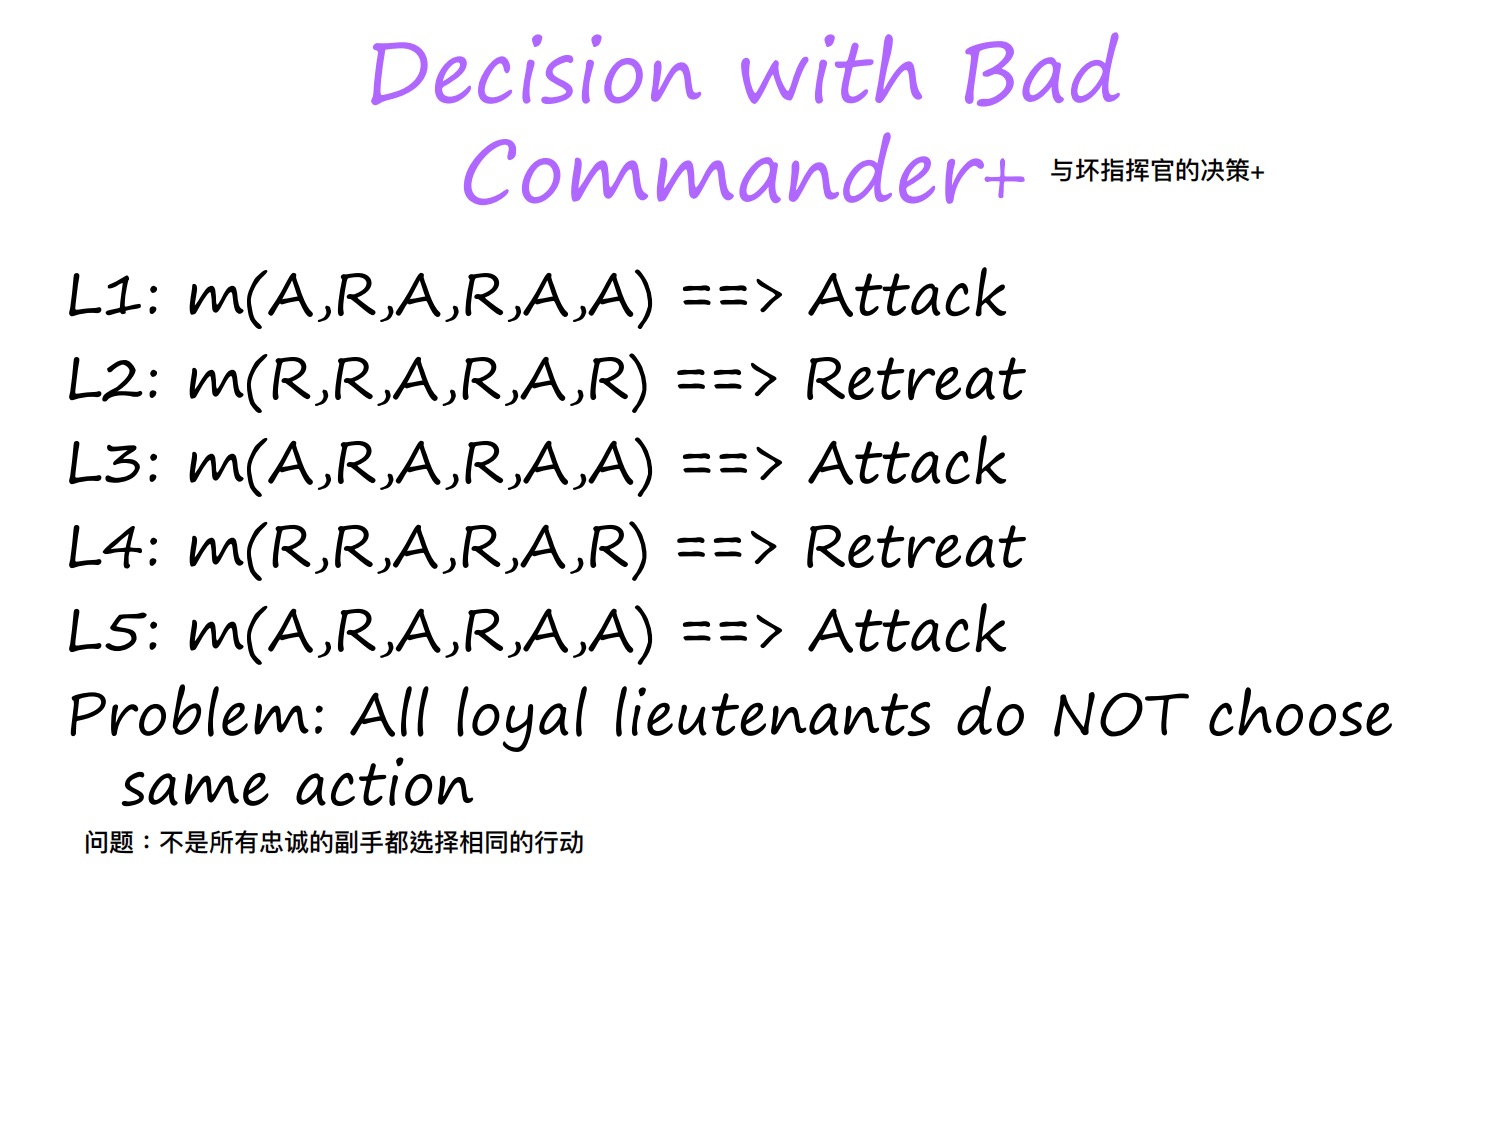 Decision with Bad
Commander+
与坏指挥官的决策+
L1: m(A,R,A,R,A,A) ==> Attack
L2: m(R,R,A,R,A,R) ==> Retreat
L3: m(A,R,A,R,A,A) ==> Attack
L4: m(R,R,A,R,A,R) ==> Retreat
L5: m(A,R,A,R,A,A) ==> Attack
Problem: All loyal lieutenants do NOT choose
same action
问题：不是所有忠诚的副手都选择相同的行动